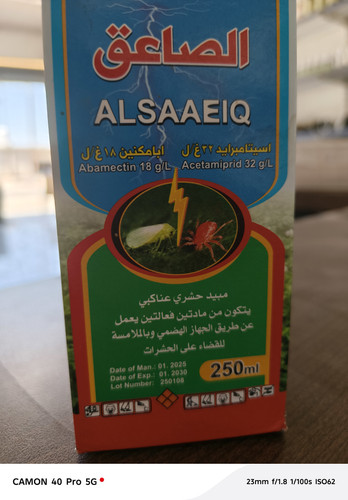 الصاعق
ALSAAEIQ
اسيتامبرايد ٣٢ غ/ل ابامكتين ١٨ غ/ل
Abamectin 18 g/L Acetamiprid 32 g/L
مبيد حشري عناكبي
يتكون من مادتين فعالتين يعمل
عن طريق الجهاز الهضمي وبالملامسة
للقضاء على الحشرات
Date of Man.: 01. 2025
Date of Exp.: 01. 2030
Lot Number: 250108
250ml
CAMON 40 Pro 5G
23mm f/1.8 1/100s ISO62